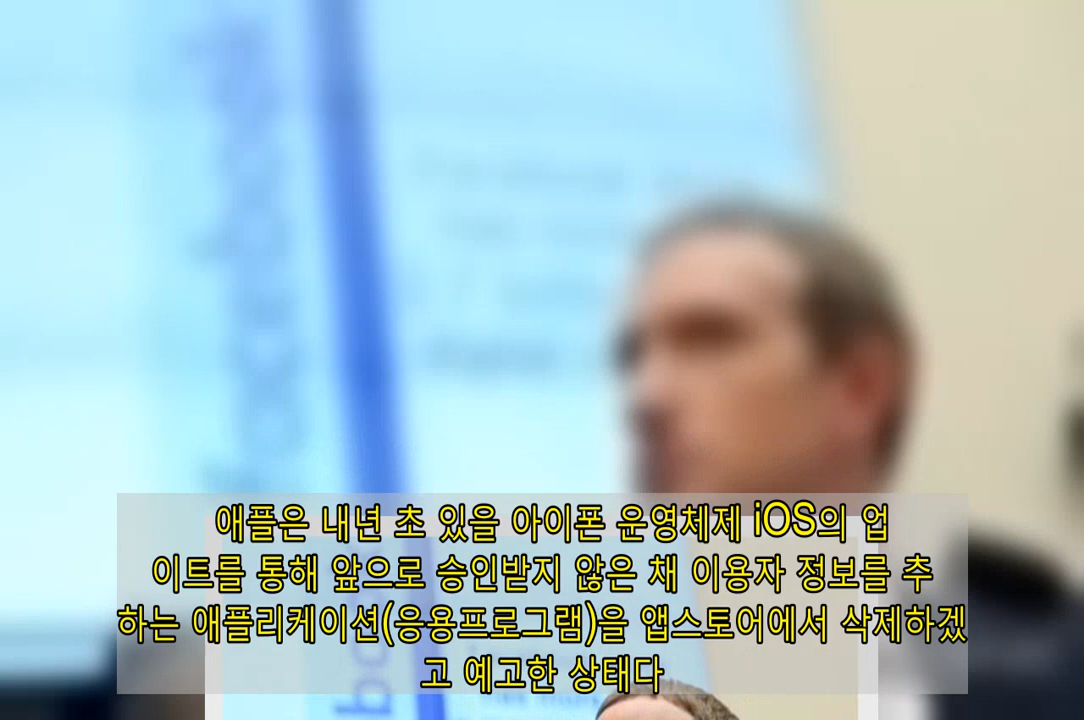 애플은 내년 초 있을 아이폰 운영체제 iOS의 업
이트를 통해 앞으로 승인받지 않은 채 이용자 정보를 추
하는 애플리케이션(응용프로그램)을 앱스토어에서 삭제하겠
고 예고한 상태다